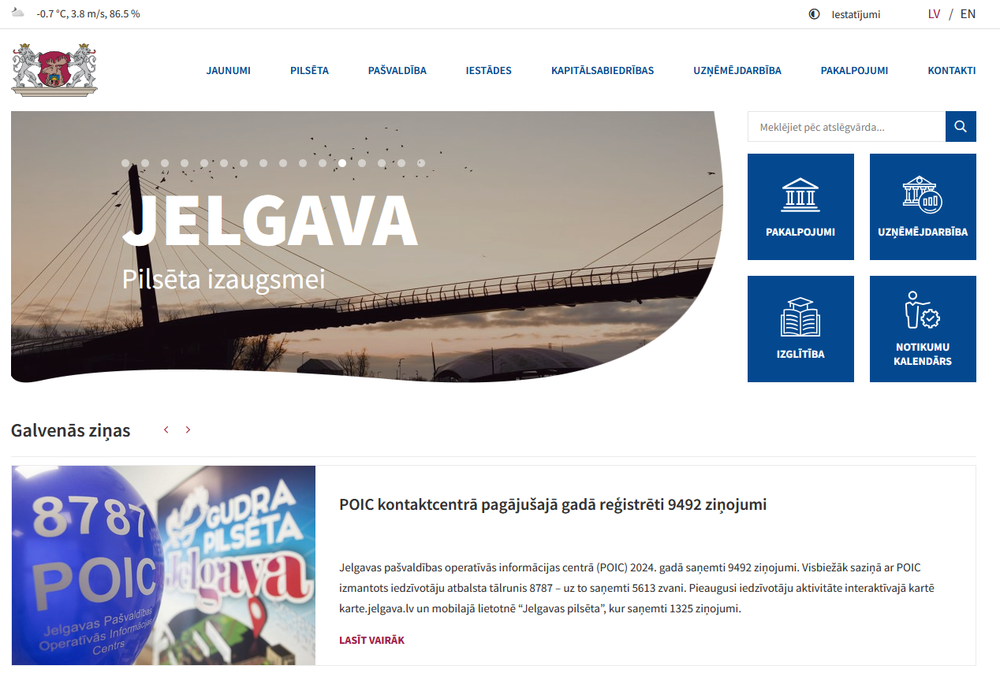 -0.7 °C, 3.8 m/s, 86.5 %
Iestatījumi
LV / EN
JAUNUMI
PILSĒTA
PAŠVALDĪBA
IESTĀDES
KAPITĀLSABIEDRĪBAS
UZŅĒMĒJDARBĪBA
PAKALPOJUMI
KONTAKTI
JELGAVA
Pilsēta izaugsmei
Meklējiet pēc atslēgvārda...
PAKALPOJUMI
UZŅĒMĒJDARBĪBA
IZGLĪTĪBA
NOTIKUMU
KALENDĀRS
Galvenās ziņas
8787
POIC
Jelgavas Pašvaldības
Operatīvās Informācijas
Centrs
GUDRA
PILSĒTA
Jelgava
POIC kontaktcentrā pagājušajā gadā reģistrēti 9492 ziņojumi
Jelgavas pašvaldības operatīvās informācijas centrā (POIC) 2024. gadā saņemti 9492 ziņojumi. Visbiežāk saziņā ar POIC
izmantots iedzīvotāju atbalsta tālrunis 8787 – uz to saņemti 5613 zvani. Pieaugusi iedzīvotāju aktivitāte interaktīvajā kartē
karte.jelgava.lv un mobilajā lietotnē “Jelgavas pilsēta”, kur saņemti 1325 ziņojumi.
LASĪT VAIRĀK